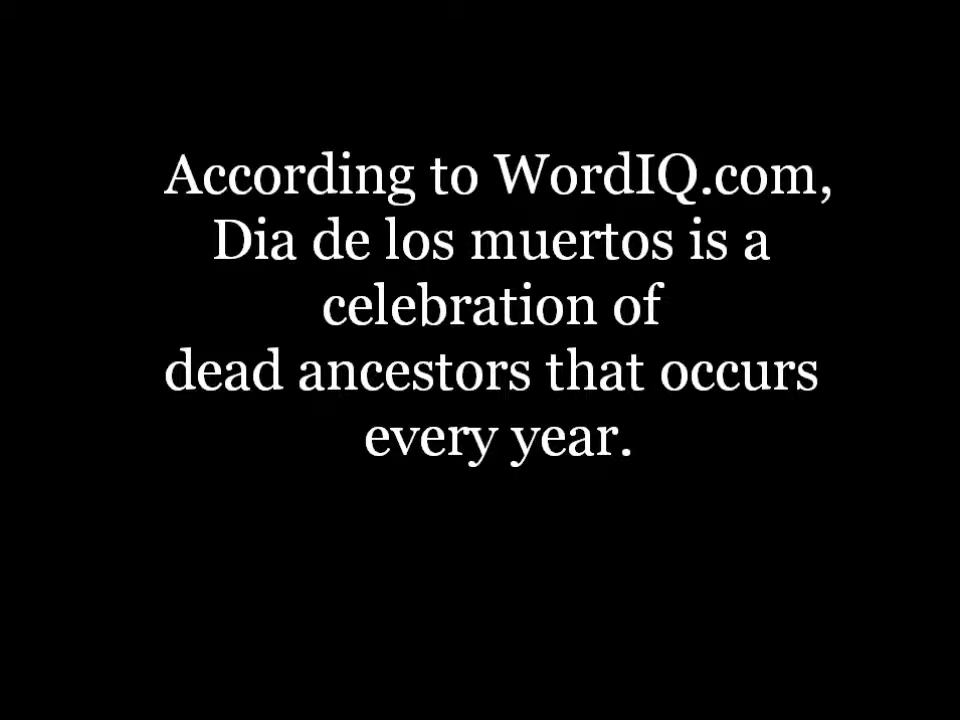 According to WordIQ.com,
Dia de los muertos is a
celebration of
dead ancestors that occurs
every year.